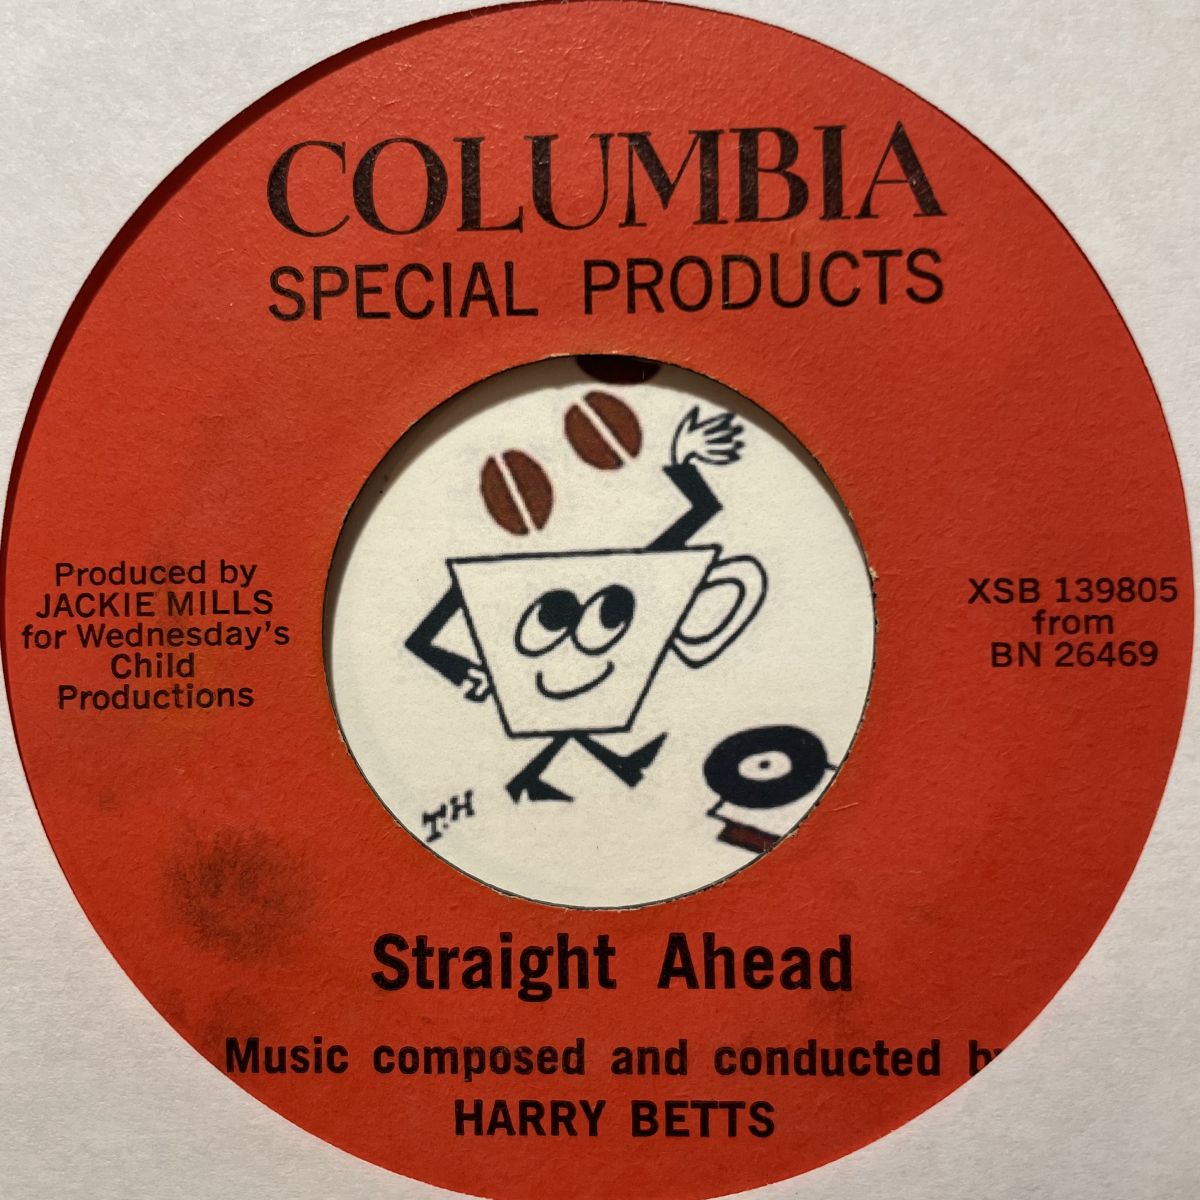 COLUMBIA
SPECIAL PRODUCTS
Produced by
JACKIE MILLS
for Wednesday's
Child
Productions
XSB 139805
from
BN 26469
T.H
Straight Ahead
Music composed and conducted by
HARRY BETTS